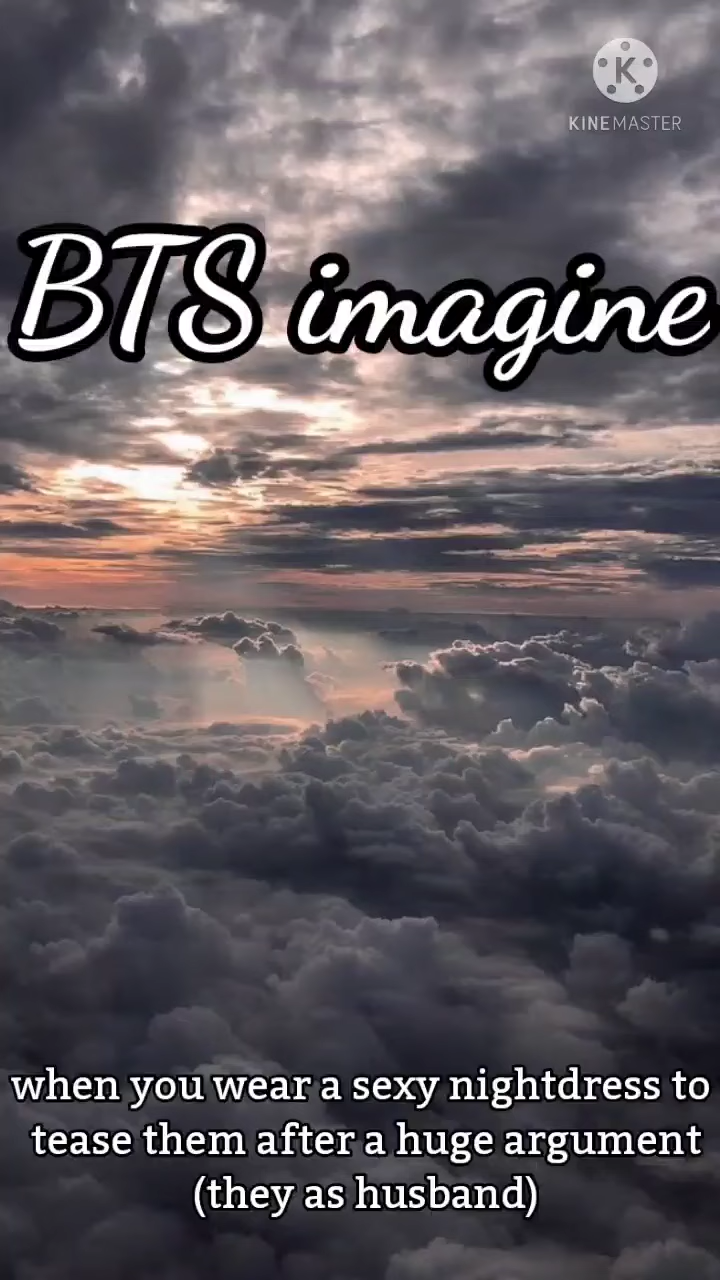 K
KINEMASTER
BTS imagine
when you wear a sexy nightdress to
tease them after a huge argument
(they as husband)